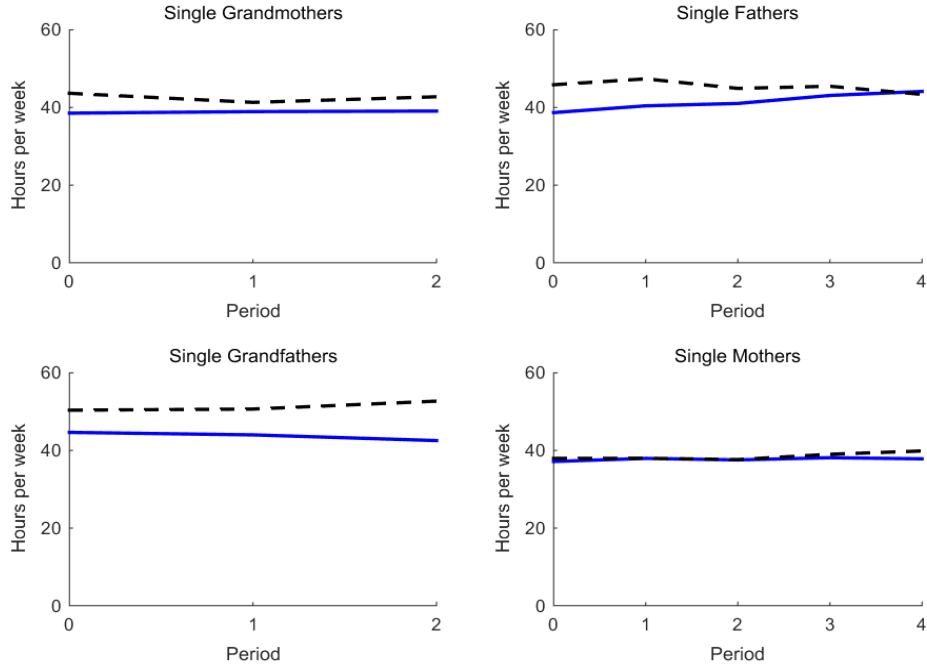 Single Grandmothers
60
40
20
0
Hours per week
0 1 2
Period
Single Fathers
60
40
20
0
Hours per week
0 1 2 3 4
Period
Single Grandfathers
60
40
20
0
Hours per week
0 1 2
Period
Single Mothers
60
40
20
0
Hours per week
0 1 2 3 4
Period